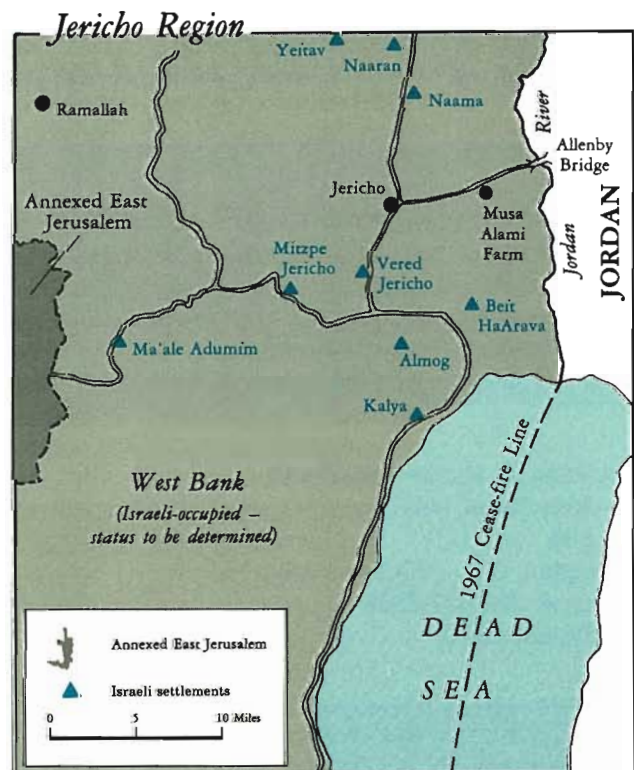 Jericho Region
Yeitav
Naaran
Ramallah
Naama
River
Allenby
Bridge
Annexed East
Jerusalem
Jericho
Musa
Alami
Farm
Jordan
JORDAN
Mitzpe
Jericho
Vered
Jericho
Beit
HaArava
Ma'ale Adumim
Almog
Kalya
West Bank
(Israeli-occupied –
status to be determined)
1967 Cease-fire Line
DEAD
SEA
Annexed East Jerusalem
Israeli settlements
0 5 10 Miles